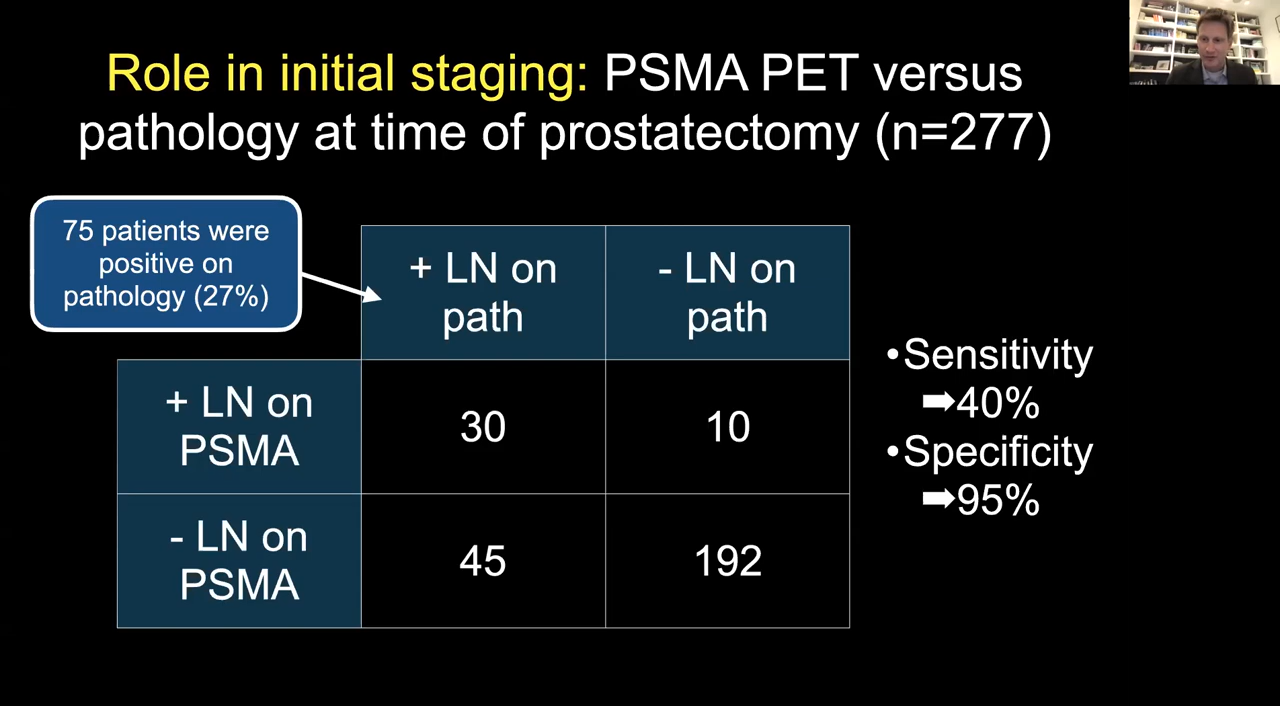 Role in initial staging: PSMA PET versus
pathology at time of prostatectomy (n=277)
75 patients were
positive on
pathology (27%)
+ LN on
path
- LN on
path
+ LN on
PSMA
30
10
- LN on
PSMA
45
192
•Sensitivity
➡40%
•Specificity
➡95%